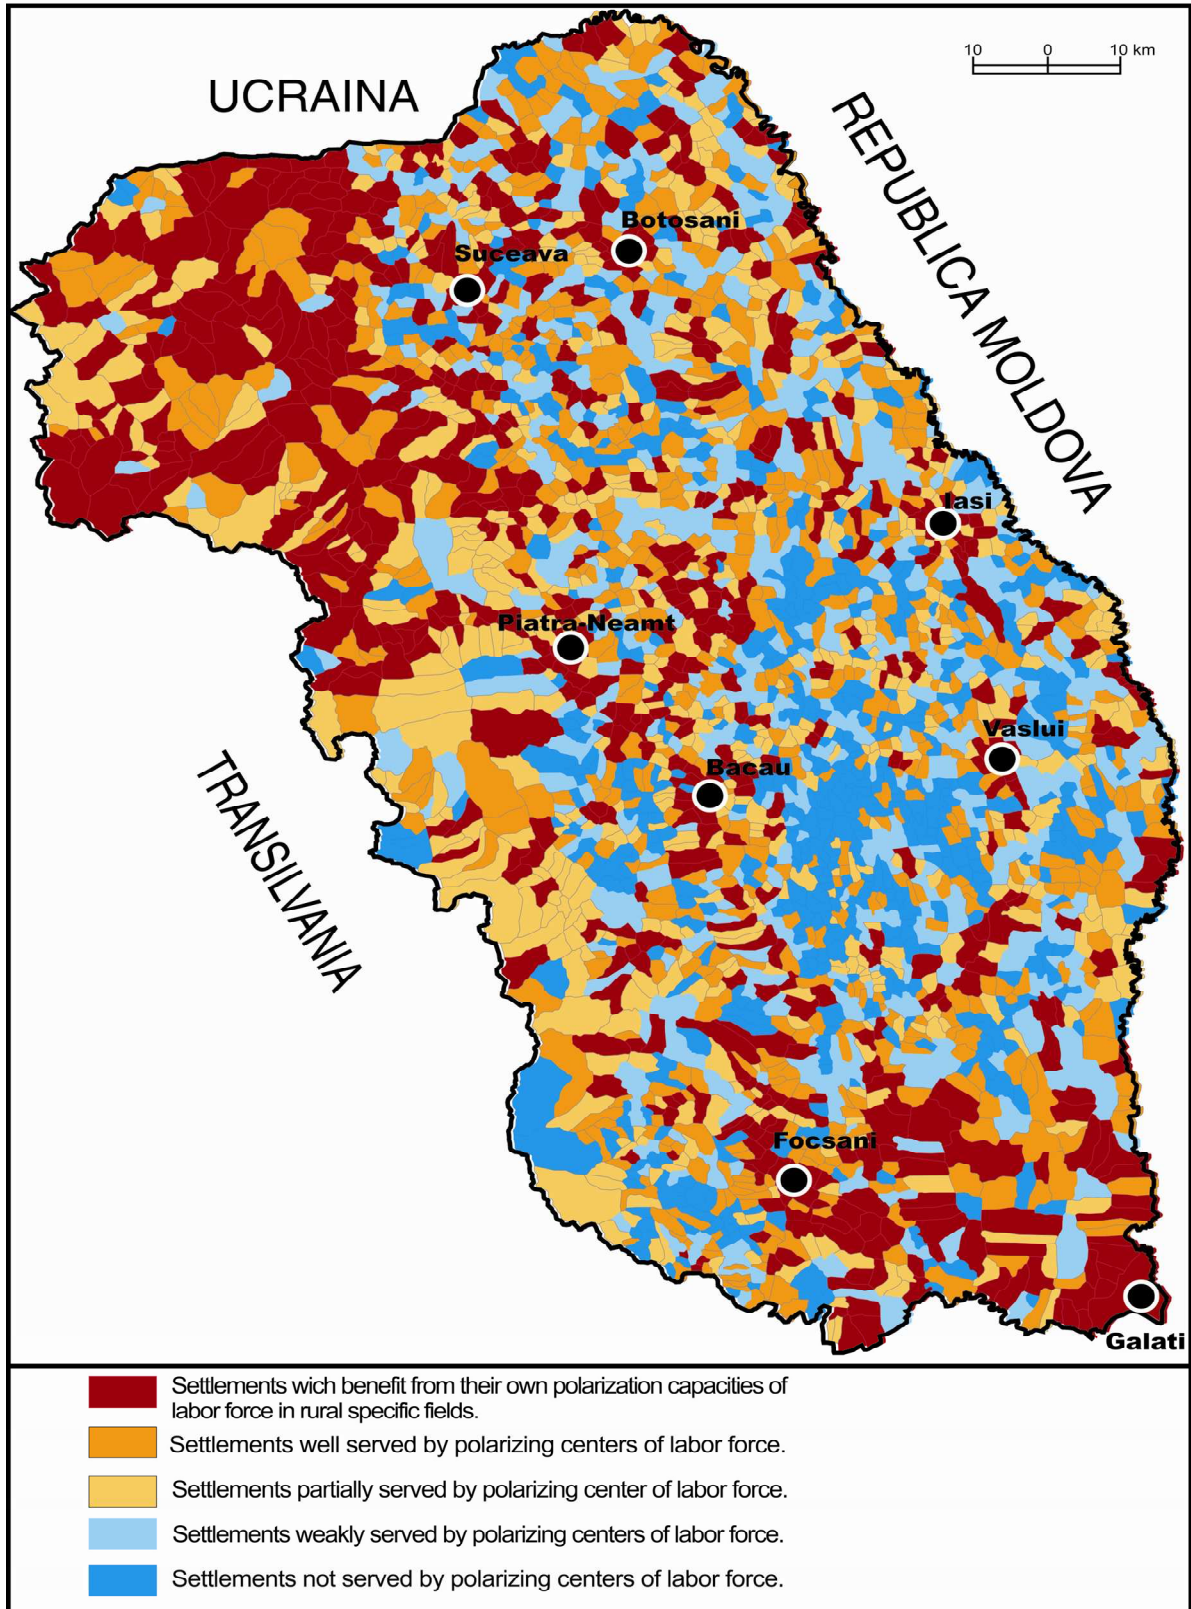 10 0 10 km
UCRAINA
REPUBLICA MOLDOVA
Botosani
Suceava
Iasi
Piatra-Neamt
Vaslui
Bacau
TRANSILVANIA
Focsani
Galati
Settlements wich benefit from their own polarization capacities of
labor force in rural specific fields.
Settlements well served by polarizing centers of labor force.
Settlements partially served by polarizing center of labor force.
Settlements weakly served by polarizing centers of labor force.
Settlements not served by polarizing centers of labor force.